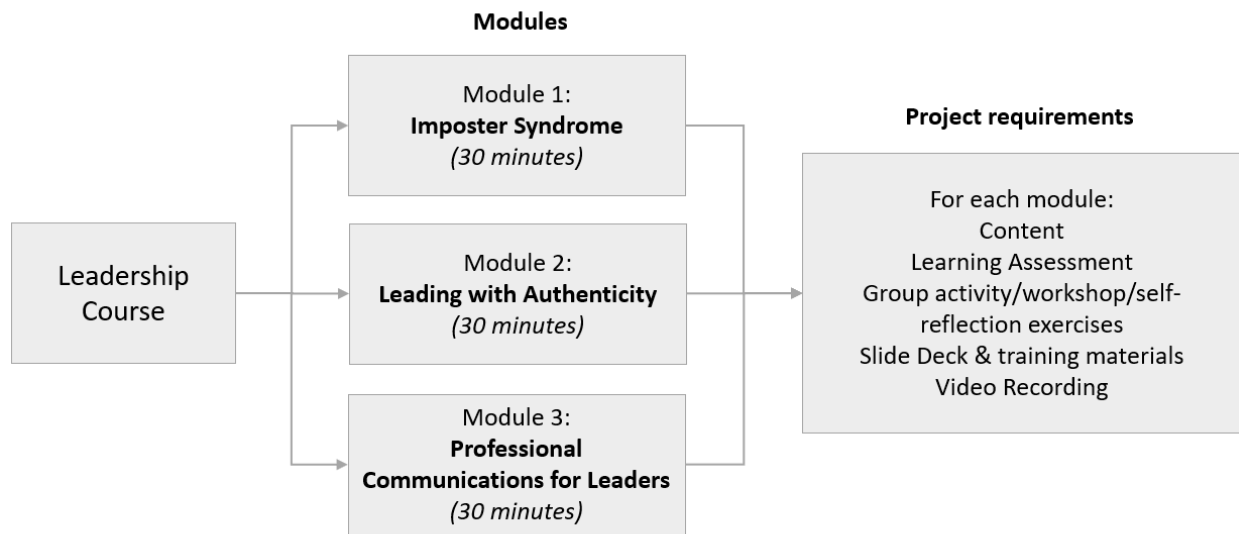 Modules
Leadership
Course
Module 1:
Imposter Syndrome
(30 minutes)
Module 2:
Leading with Authenticity
(30 minutes)
Module 3:
Professional
Communications for Leaders
(30 minutes)
Project requirements
For each module:
Content
Learning Assessment
Group activity/workshop/self-
reflection exercises
Slide Deck & training materials
Video Recording